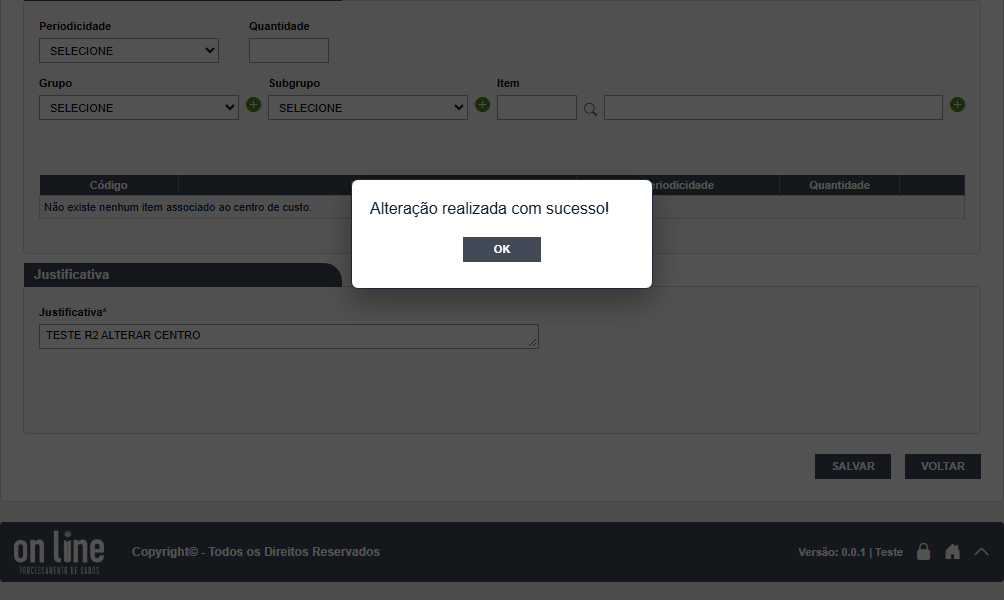 Periodicidade Quantidade
SELECIONE
Grupo Subgrupo Item
SELECIONE SELECIONE
Código eriodicidade Quantidade
Não existe nenhum item associado ao centro de custo.
Alteração realizada com sucesso!
OK
Justificativa
Justificativa*
TESTE R2 ALTERAR CENTRO
SALVAR VOLTAR
on line
PROCESSAMENTO DE DADOS
Copyright© - Todos os Direitos Reservados
Versão: 0.0.1 | Teste